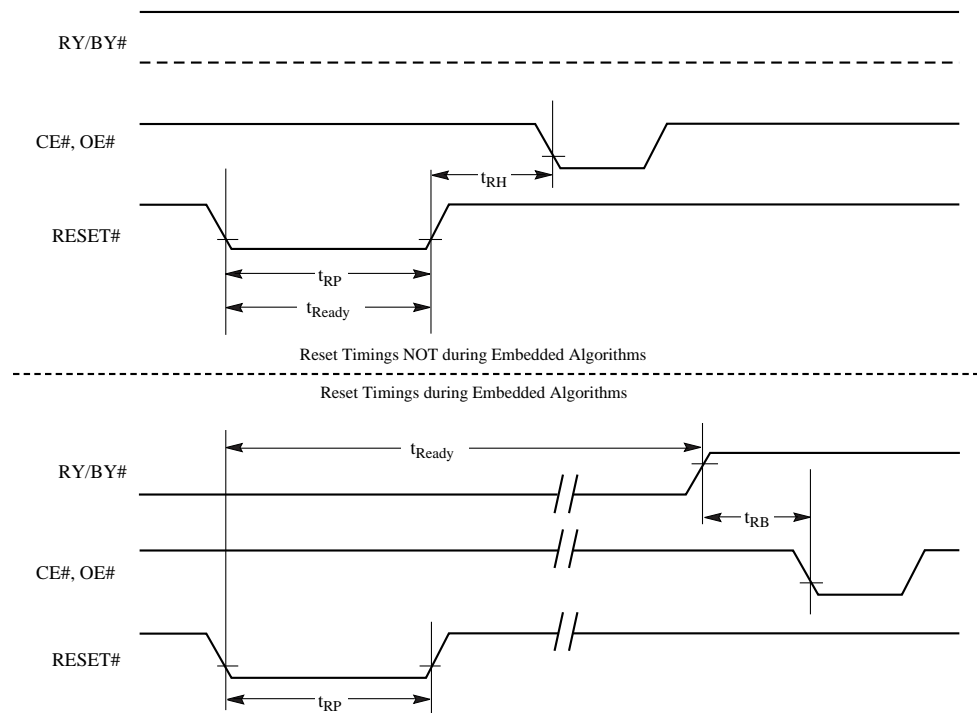 RY/BY#
CE#, OE#
tRH
RESET#
tRP
tReady
Reset Timings NOT during Embedded Algorithms
Reset Timings during Embedded Algorithms
tReady
RY/BY#
tRB
CE#, OE#
RESET#
tRP